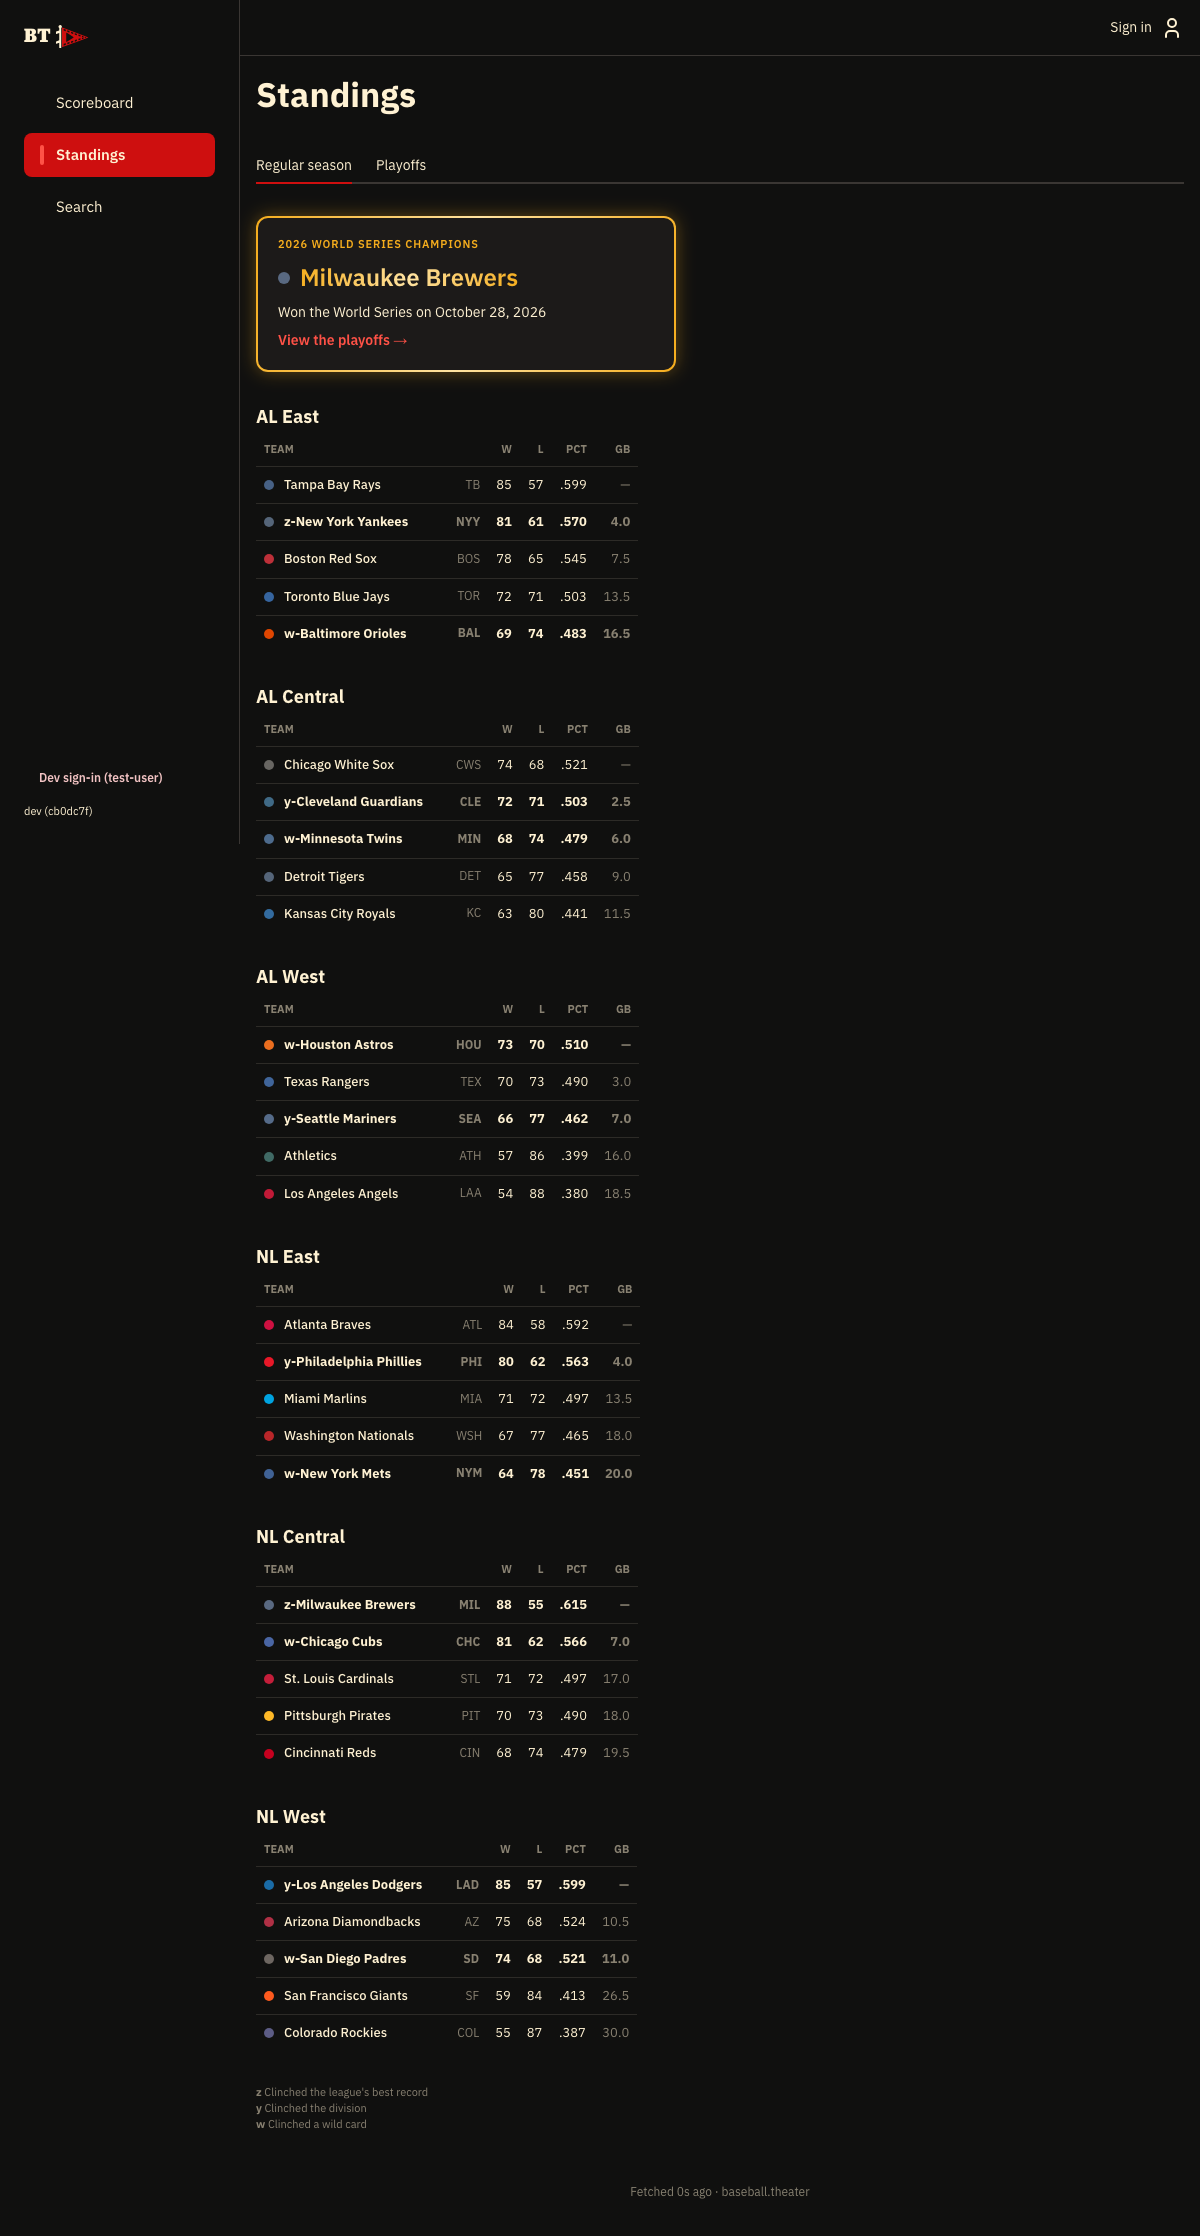 BT
Sign in
Scoreboard
Standings
Search
Dev sign-in (test-user)
dev (cb0dc7f)
Standings
Regular season Playoffs
2026 WORLD SERIES CHAMPIONS
Milwaukee Brewers
Won the World Series on October 28, 2026
View the playoffs →
AL East
TEAM W L PCT GB
Tampa Bay Rays TB 85 57 .599 —
z-New York Yankees NYY 81 61 .570 4.0
Boston Red Sox BOS 78 65 .545 7.5
Toronto Blue Jays TOR 72 71 .503 13.5
w-Baltimore Orioles BAL 69 74 .483 16.5
AL Central
TEAM W L PCT GB
Chicago White Sox CWS 74 68 .521 —
y-Cleveland Guardians CLE 72 71 .503 2.5
w-Minnesota Twins MIN 68 74 .479 6.0
Detroit Tigers DET 65 77 .458 9.0
Kansas City Royals KC 63 80 .441 11.5
AL West
TEAM W L PCT GB
w-Houston Astros HOU 73 70 .510 —
Texas Rangers TEX 70 73 .490 3.0
y-Seattle Mariners SEA 66 77 .462 7.0
Athletics ATH 57 86 .399 16.0
Los Angeles Angels LAA 54 88 .380 18.5
NL East
TEAM W L PCT GB
Atlanta Braves ATL 84 58 .592 —
y-Philadelphia Phillies PHI 80 62 .563 4.0
Miami Marlins MIA 71 72 .497 13.5
Washington Nationals WSH 67 77 .465 18.0
w-New York Mets NYM 64 78 .451 20.0
NL Central
TEAM W L PCT GB
z-Milwaukee Brewers MIL 88 55 .615 —
w-Chicago Cubs CHC 81 62 .566 7.0
St. Louis Cardinals STL 71 72 .497 17.0
Pittsburgh Pirates PIT 70 73 .490 18.0
Cincinnati Reds CIN 68 74 .479 19.5
NL West
TEAM W L PCT GB
y-Los Angeles Dodgers LAD 85 57 .599 —
Arizona Diamondbacks AZ 75 68 .524 10.5
w-San Diego Padres SD 74 68 .521 11.0
San Francisco Giants SF 59 84 .413 26.5
Colorado Rockies COL 55 87 .387 30.0
z Clinched the league's best record
y Clinched the division
w Clinched a wild card
Fetched 0s ago · baseball.theater